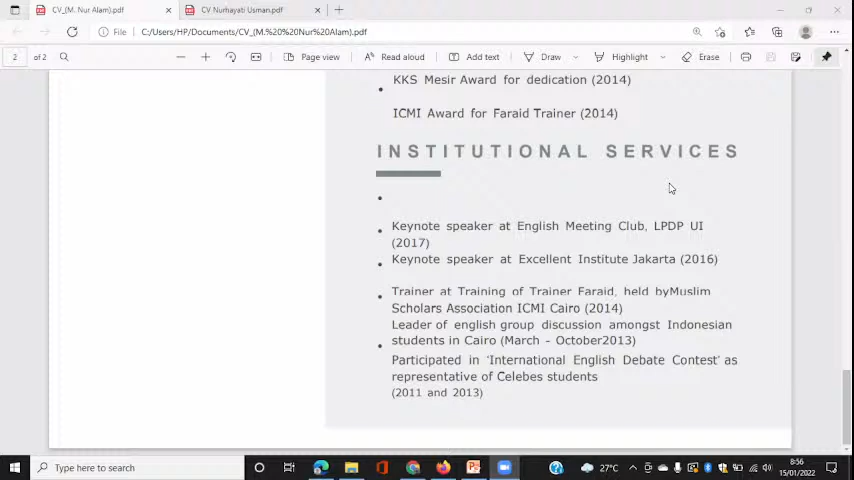 CV_(M. Nur Alam).pdf
CV Nurhayati Usman.pdf
File
C:/Users/HP/Documents/CV_(M.%20%20Nur%20Alam).pdf
2 of 2
Page view
Read aloud
Add text
Draw
Highlight
Erase
KKS Mesir Award for dedication (2014)
ICMI Award for Faraid Trainer (2014)
INSTITUTIONAL SERVICES
Keynote speaker at English Meeting Club, LPDP UI
(2017)
Keynote speaker at Excellent Institute Jakarta (2016)
Trainer at Training of Trainer Faraid, held byMuslim
Scholars Association ICMI Cairo (2014)
Leader of english group discussion amongst Indonesian
students in Cairo (March - October2013)
Participated in 'International English Debate Contest' as
representative of Celebes students
(2011 and 2013)
Type here to search
27°C
8:56
15/01/2022